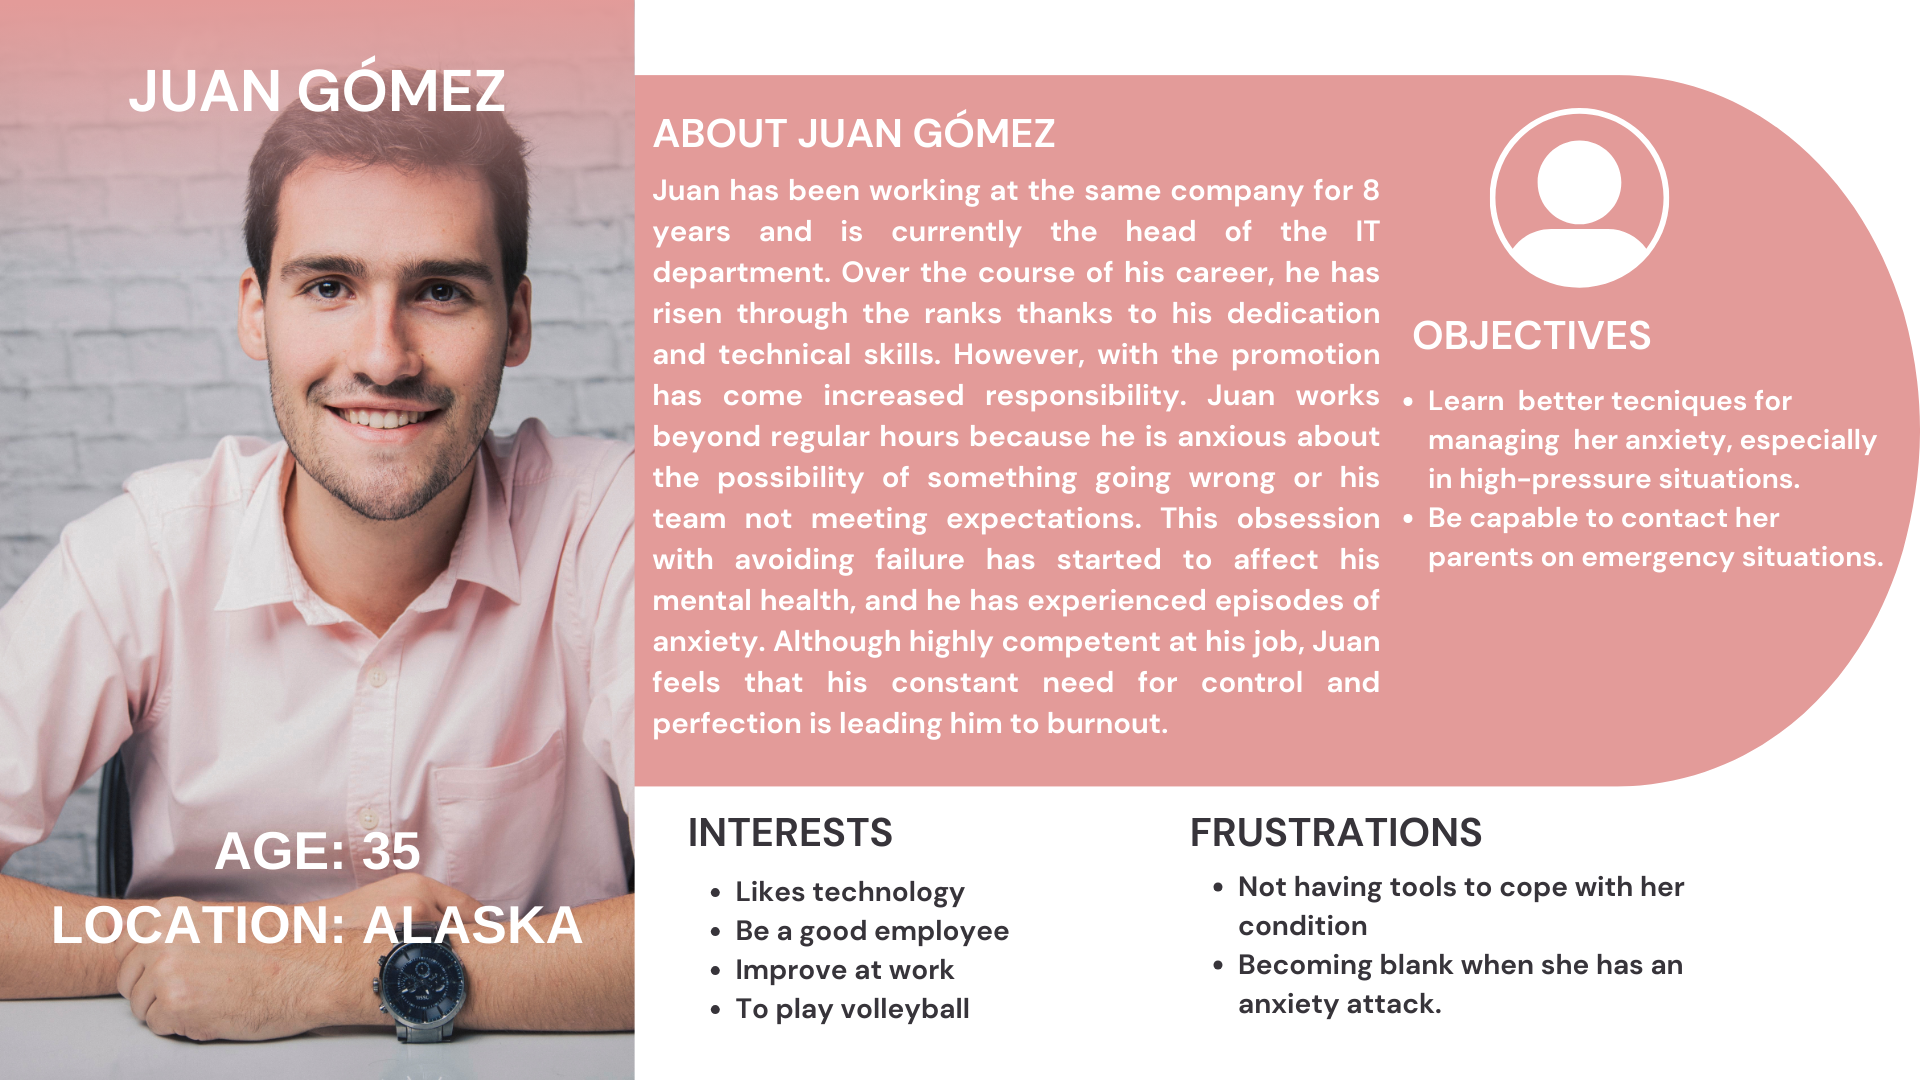 JUAN GÓMEZ
AGE: 35
LOCATION: ALASKA
ABOUT JUAN GÓMEZ
Juan has been working at the same company for 8
years and is currently the head of the IT
department. Over the course of his career, he has
risen through the ranks thanks to his dedication
and technical skills. However, with the promotion
has come increased responsibility. Juan works
beyond regular hours because he is anxious about
the possibility of something going wrong or his
team not meeting expectations. This obsession
with avoiding failure has started to affect his
mental health, and he has experienced episodes of
anxiety. Although highly competent at his job, Juan
feels that his constant need for control and
perfection is leading him to burnout.
OBJECTIVES
• Learn better tecniques for
managing her anxiety, especially
in high-pressure situations.
• Be capable to contact her
parents on emergency situations.
INTERESTS
• Likes technology
• Be a good employee
• Improve at work
• To play volleyball
FRUSTRATIONS
• Not having tools to cope with her
condition
• Becoming blank when she has an
anxiety attack.